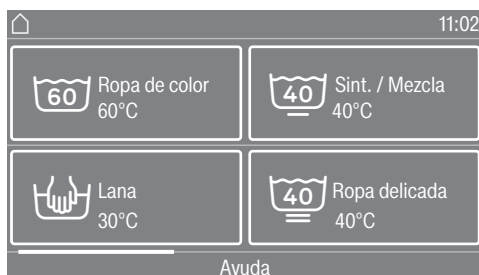 11:02
60
Ropa de color
60°C
40
Sint. / Mezcla
40°C
Lana
30°C
40
Ropa delicada
40°C
Ayuda